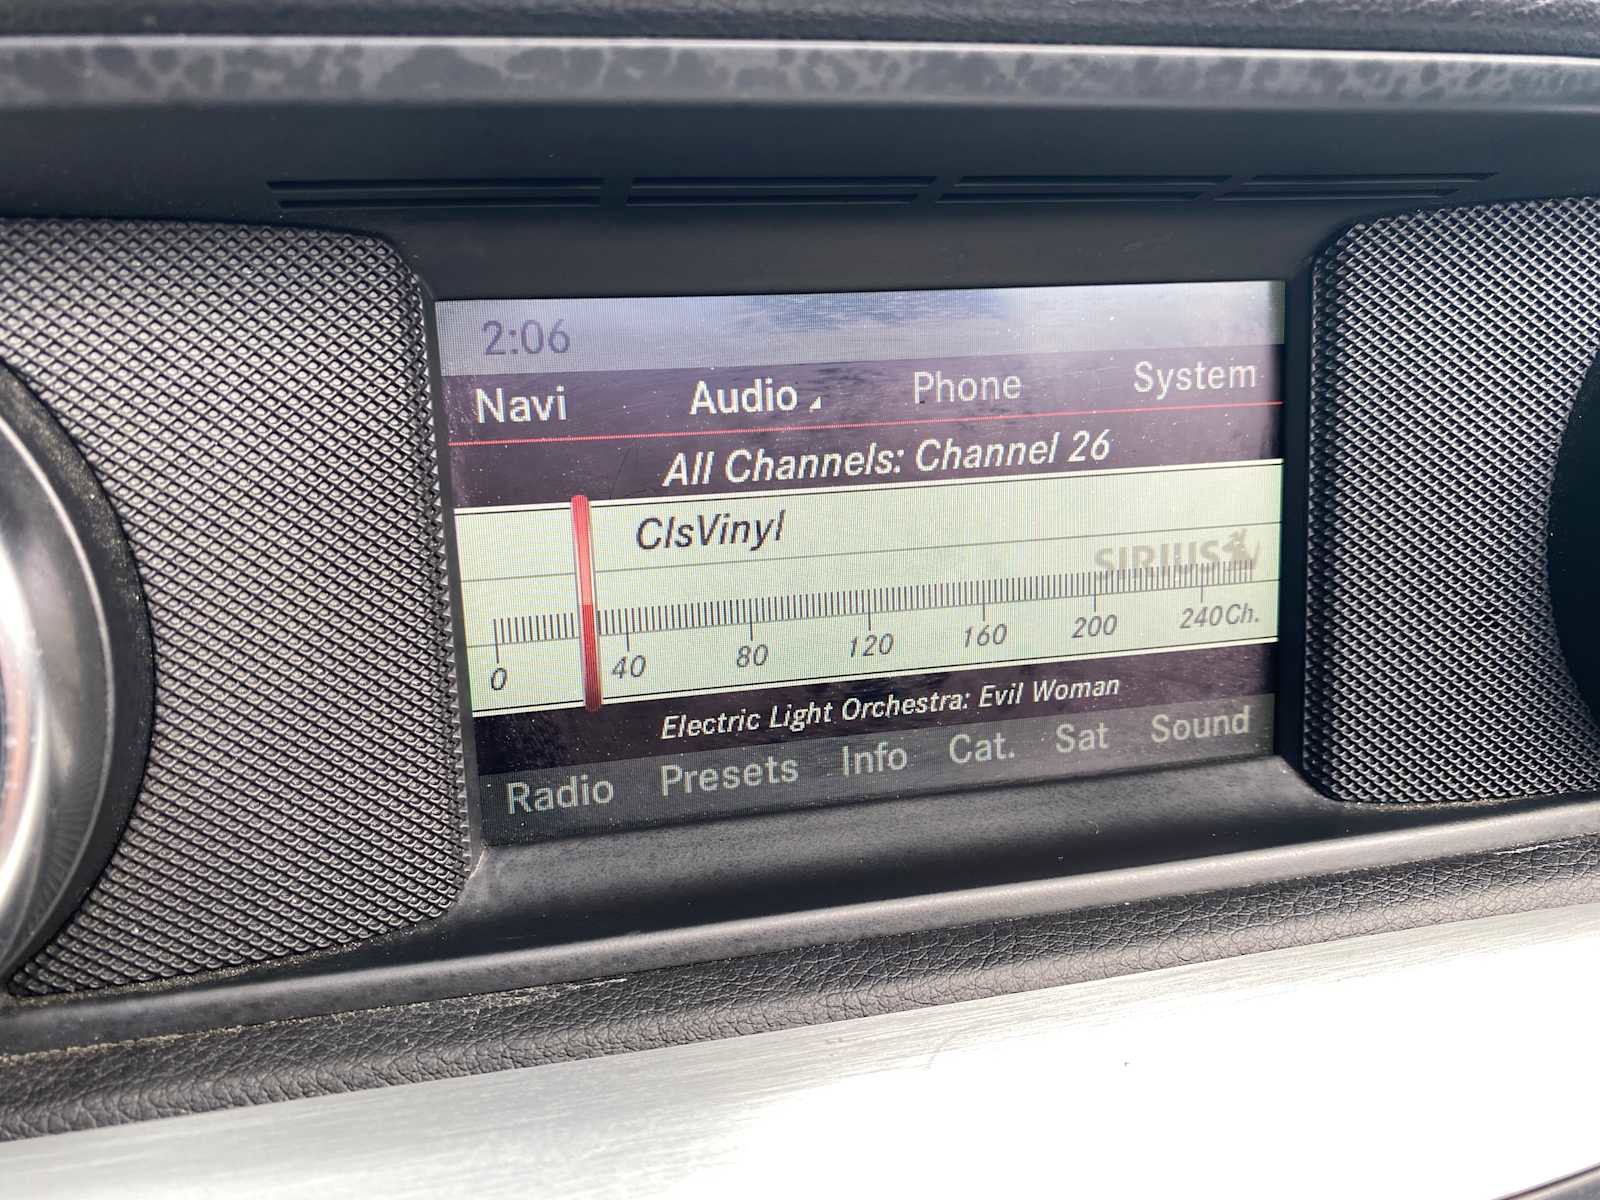 2:06
Navi Audio Phone System
All Channels: Channel 26
ClsVinyl
SIRIUS
0 40 80 120 160 200 240Ch.
Electric Light Orchestra: Evil Woman
Radio Presets Info Cat. Sat Sound